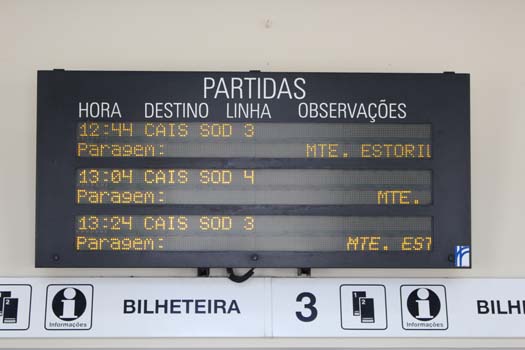 PARTIDAS
HORA DESTINO LINHA OBSERVAÇÕES
12:44 CAIS SOD 3
Paragem: MTE. ESTORIL
13:04 CAIS SOD 4
Paragem: MTE.
13:24 CAIS SOD 3
Paragem: MTE. EST
Informações BILHETEIRA 3 Informações BILH